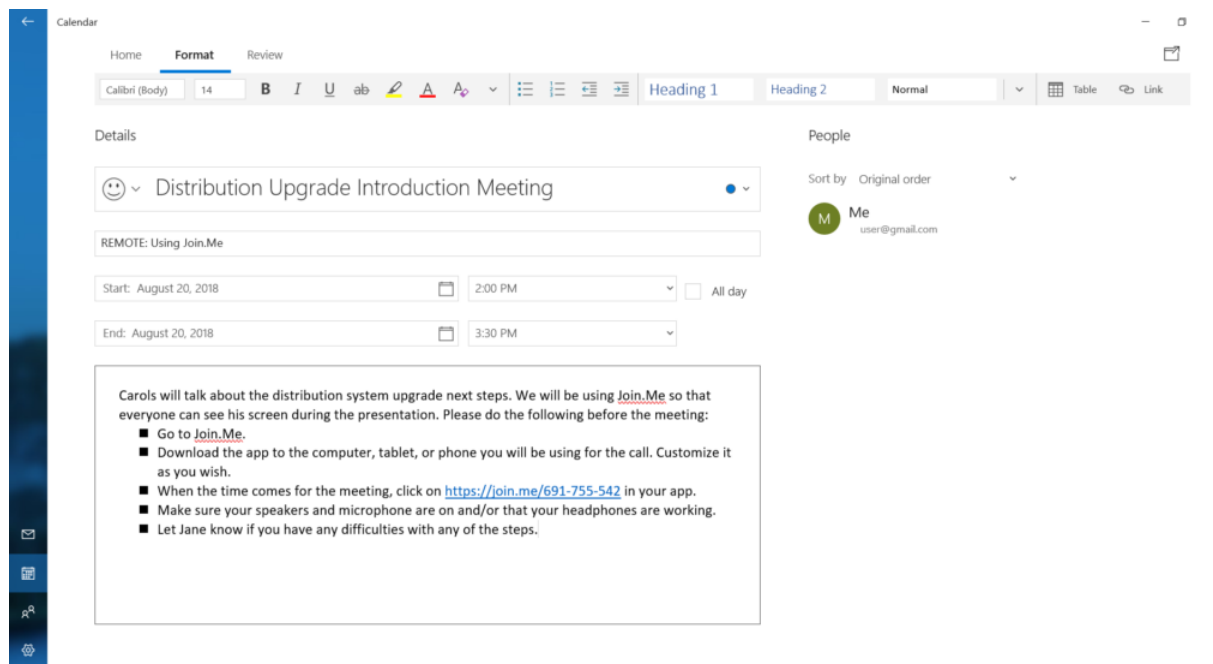 Calendar
Home Format Review
Calibri (Body) 14 B I U ab A A Heading 1 Heading 2 Normal Table Link
Details
People
Distribution Upgrade Introduction Meeting
Sort by Original order
M Me
user@gmail.com
REMOTE: Using Join.Me
Start: August 20, 2018 2:00 PM All day
End: August 20, 2018 3:30 PM
Carols will talk about the distribution system upgrade next steps. We will be using Join.Me so that
everyone can see his screen during the presentation. Please do the following before the meeting:
■ Go to Join.Me.
■ Download the app to the computer, tablet, or phone you will be using for the call. Customize it
as you wish.
■ When the time comes for the meeting, click on https://join.me/691-755-542 in your app.
■ Make sure your speakers and microphone are on and/or that your headphones are working.
■ Let Jane know if you have any difficulties with any of the steps.